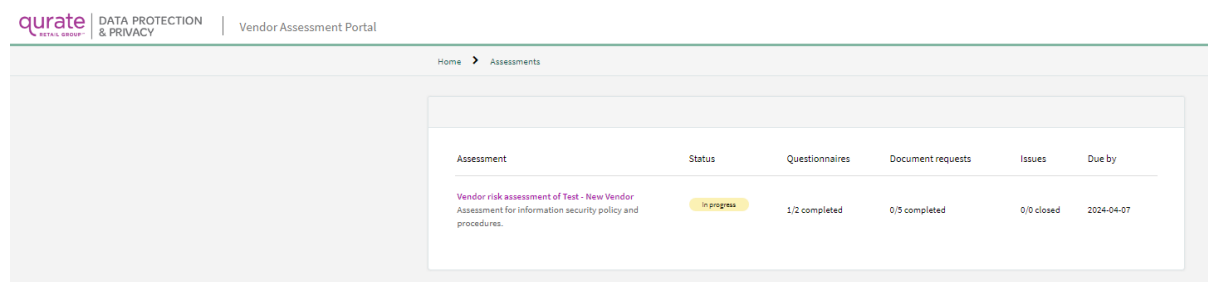 qurate
RETAIL GROUP
DATA PROTECTION
& PRIVACY
Vendor Assessment Portal
Home > Assessments
Assessment Status Questionnaires Document requests Issues Due by
Vendor risk assessment of Test - New Vendor
Assessment for information security policy and
procedures.
In progress 1/2 completed 0/5 completed 0/0 closed 2024-04-07